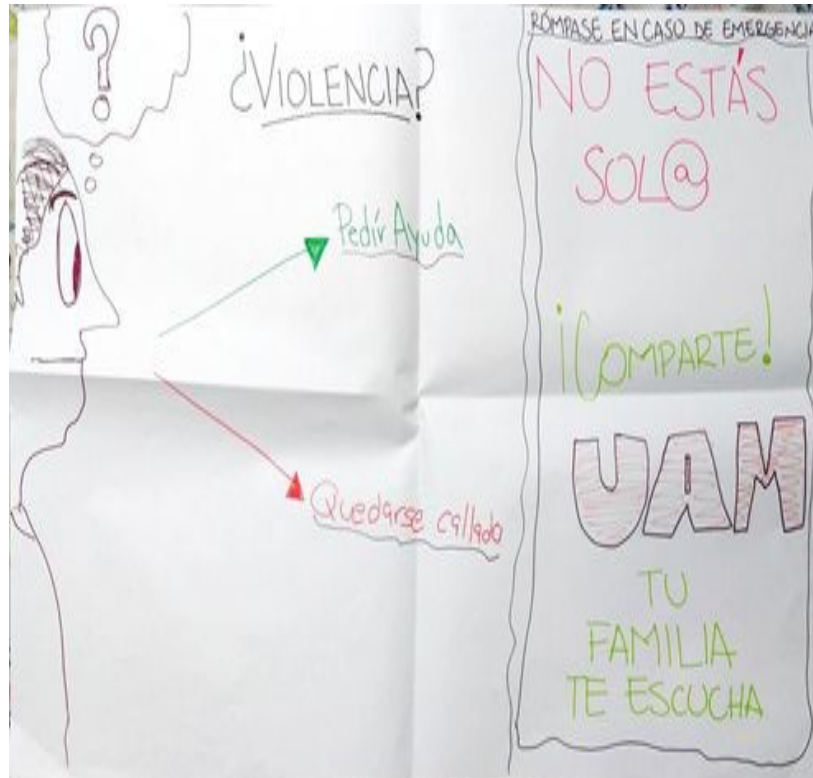 ?
¿VIOLENCIA?
Pedir Ayuda
Quedarse callado
RÓMPASE EN CASO DE EMERGENCIA
NO ESTÁS
SOL@
¡COMPARTE!
UAM
TU
FAMILIA
TE ESCUCHA